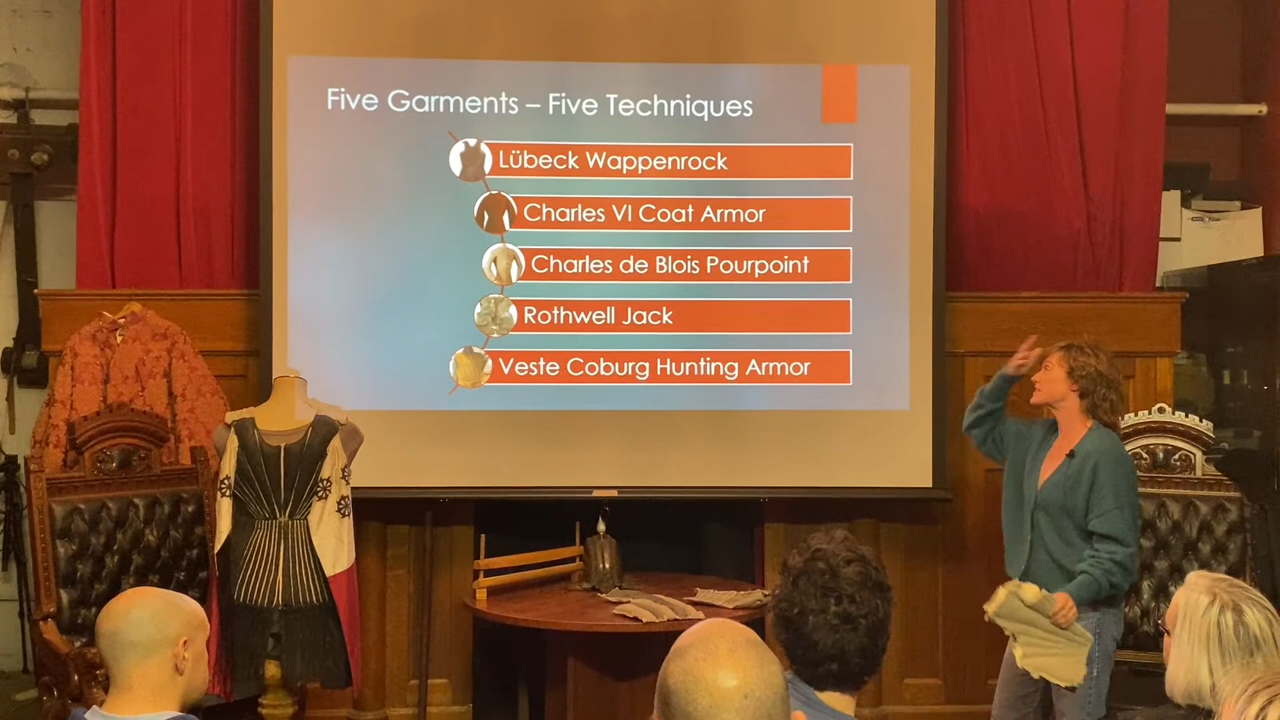 Five Garments – Five Techniques
Lübeck Wappenrock
Charles VI Coat Armor
Charles de Blois Pourpoint
Rothwell Jack
Veste Coburg Hunting Armor